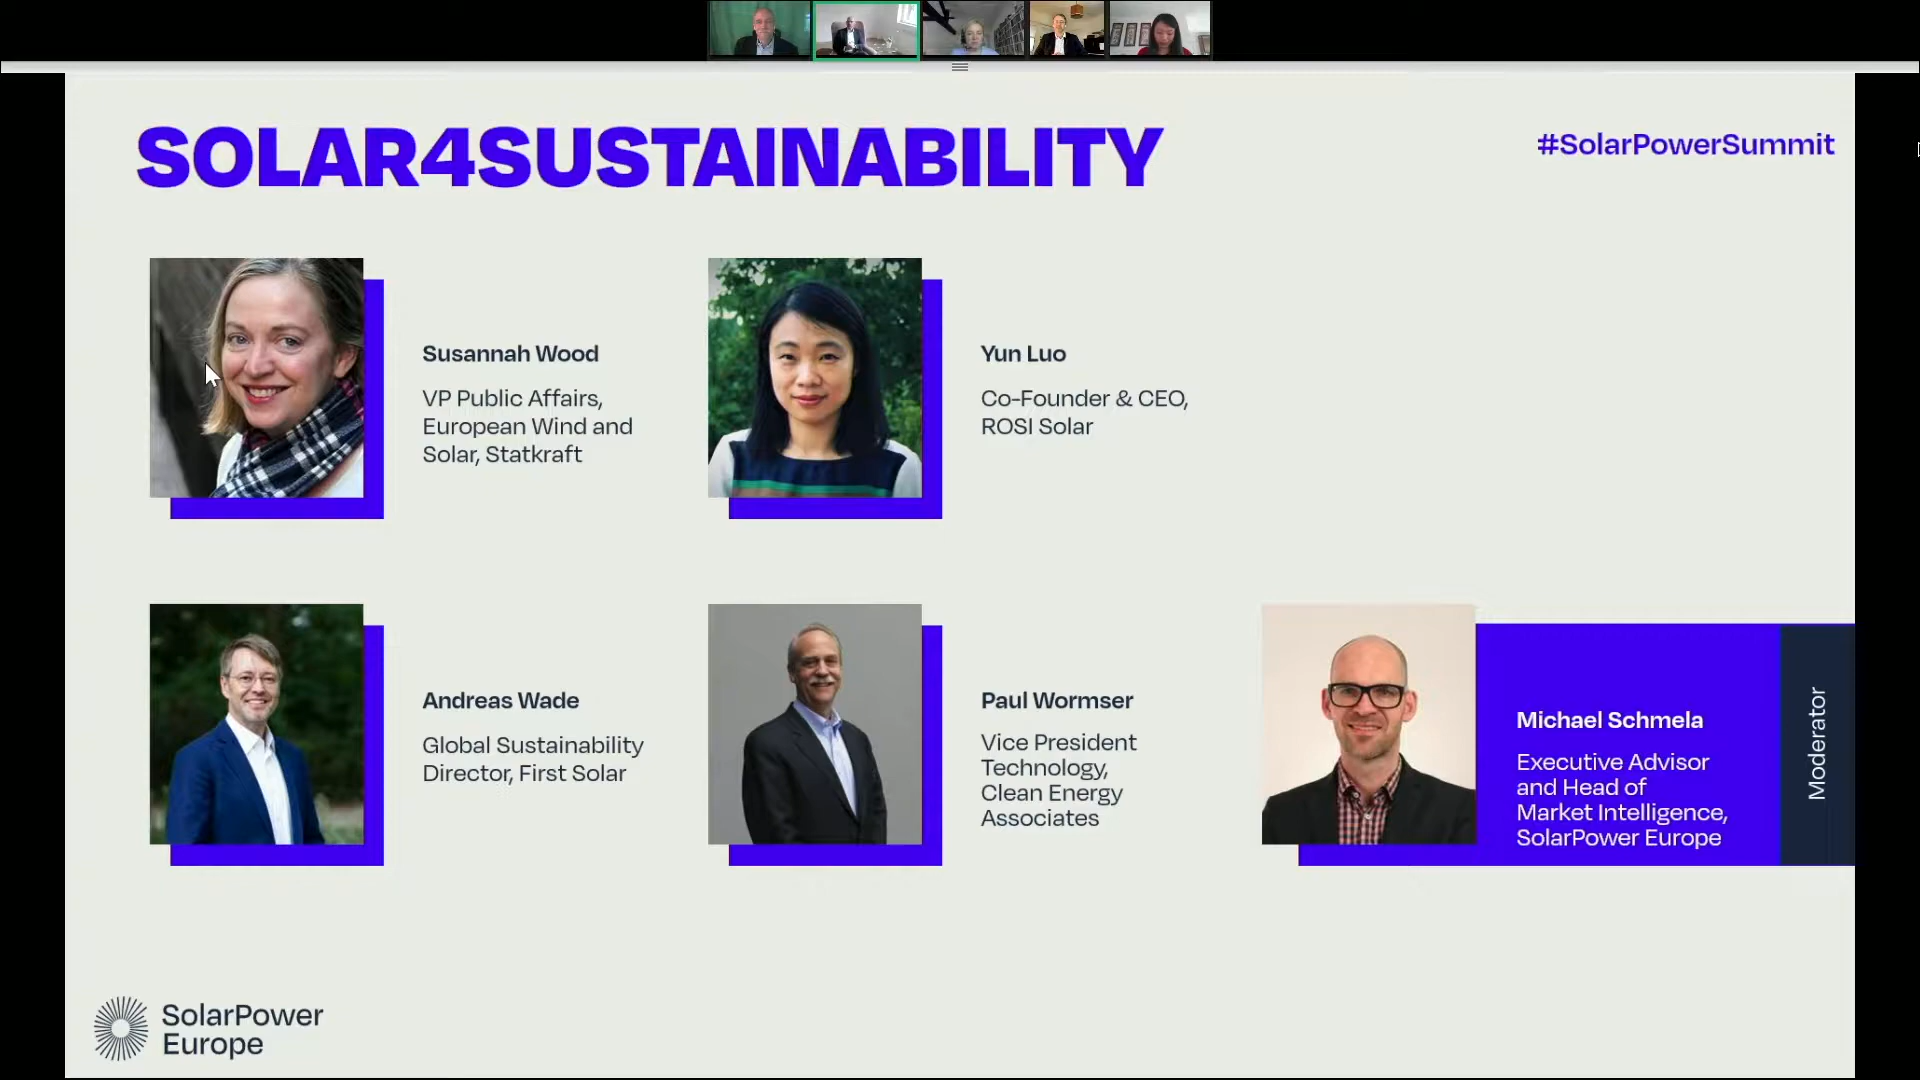 SOLAR4SUSTAINABILITY
#SolarPowerSummit
Susannah Wood
VP Public Affairs,
European Wind and
Solar, Statkraft
Yun Luo
Co-Founder & CEO,
ROSI Solar
Andreas Wade
Global Sustainability
Director, First Solar
Paul Wormser
Vice President
Technology,
Clean Energy
Associates
Michael Schmela
Executive Advisor
and Head of
Market Intelligence,
SolarPower Europe
Moderator
SolarPower
Europe